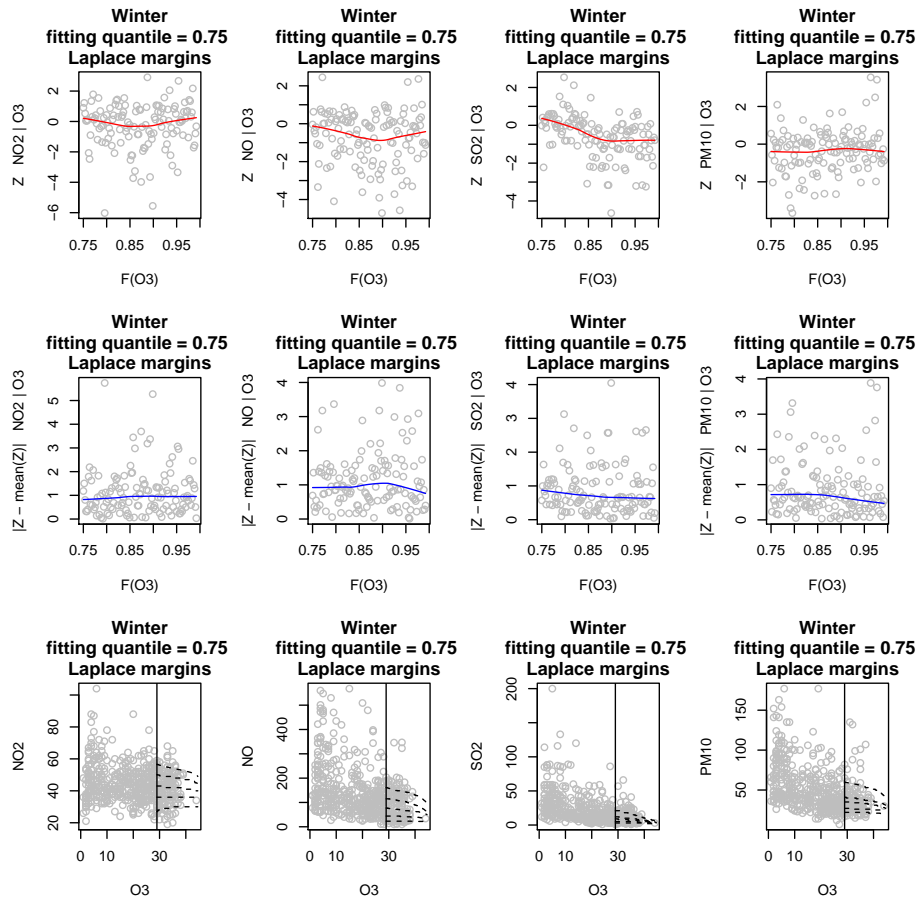 Winter
fitting quantile = 0.75
Laplace margins
Z NO2 | O3
2
0
−2
−4
−6
0.75 0.85 0.95
F(O3)
Winter
fitting quantile = 0.75
Laplace margins
Z NO | O3
2
0
−2
−4
0.75 0.85 0.95
F(O3)
Winter
fitting quantile = 0.75
Laplace margins
Z SO2 | O3
2
0
−2
−4
0.75 0.85 0.95
F(O3)
Winter
fitting quantile = 0.75
Laplace margins
Z PM10 | O3
2
0
−2
0.75 0.85 0.95
F(O3)
Winter
fitting quantile = 0.75
Laplace margins
|Z − mean(Z)| NO2 | O3
5
4
3
2
1
0
0.75 0.85 0.95
F(O3)
Winter
fitting quantile = 0.75
Laplace margins
|Z − mean(Z)| NO | O3
4
3
2
1
0
0.75 0.85 0.95
F(O3)
Winter
fitting quantile = 0.75
Laplace margins
|Z − mean(Z)| SO2 | O3
4
3
2
1
0
0.75 0.85 0.95
F(O3)
Winter
fitting quantile = 0.75
Laplace margins
|Z − mean(Z)| PM10 | O3
4
3
2
1
0
0.75 0.85 0.95
F(O3)
Winter
fitting quantile = 0.75
Laplace margins
NO2
80
60
40
20
0 10 30
O3
Winter
fitting quantile = 0.75
Laplace margins
NO
400
200
0
0 10 30
O3
Winter
fitting quantile = 0.75
Laplace margins
SO2
200
100
50
0
0 10 30
O3
Winter
fitting quantile = 0.75
Laplace margins
PM10
150
100
50
0 10 30
O3